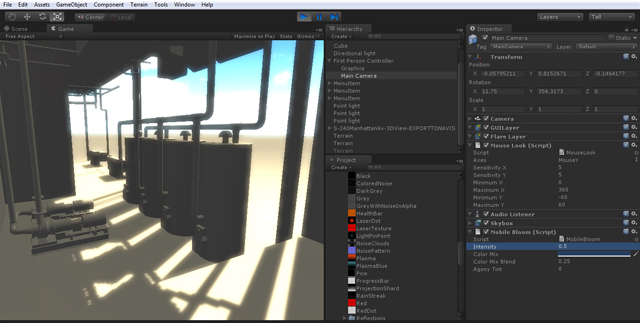 File Edit Assets GameObject Component Terrain Tools Window Help
Center Local Layers Tall
Scene Game
Free Aspect Maximize on Play Stats Gizmos
Hierarchy
Create
Cube
Directional light
First Person Controller
Graphics
Main Camera
MenuItem
MenuItem
MenuItem
Point light
Point light
Point light
S-240ManhattanAv-3DView-EXPORTTONAVIS
Terrain
Terrain
Terrain
Project
Create
Black
ColoredNoise
DarkGrey
Grey
GreyWithNoiseInAlpha
HealthBar
LaserDot
LaserTexture
LightPinPoint
NoiseClouds
NoisePattern
Plasma
PlasmaBlue
Pow
ProgressBar
ProjectionShard
RainStreak
Red
RedDot
Reflections
Inspector
Main Camera Static
Tag MainCamera Layer Default
Transform
Position
X -0.05795211 Y 0.8152671 Z -0.1464177
Rotation
X 11.75 Y 354.3173 Z 0
Scale
X 1 Y 1 Z 1
Camera
GUILayer
Flare Layer
Mouse Look (Script)
Script MouseLook
Axes MouseY
Sensitivity X 5
Sensitivity Y 5
Minimum X 0
Maximum X 360
Minimum Y -60
Maximum Y 60
Audio Listener
Skybox
Mobile Bloom (Script)
Script MobileBloom
Intensity 0.5
Color Mix
Color Mix Blend 0.25
Agony Tint 0